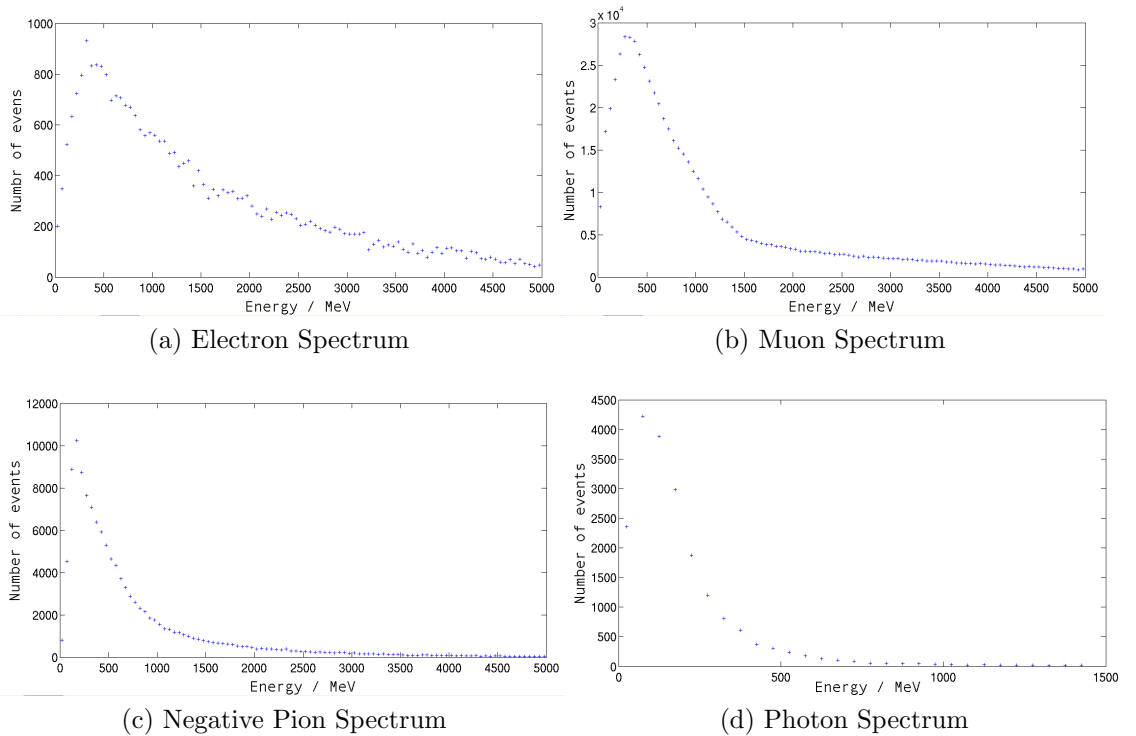 1000
800
600
400
200
0
Numbr of evens
0 500 1000 1500 2000 2500 3000 3500 4000 4500 5000
Energy / MeV
(a) Electron Spectrum
3 x 10^4
2.5
2
1.5
1
0.5
0
Number of events
0 500 1000 1500 2000 2500 3000 3500 4000 4500 5000
Energy / MeV
(b) Muon Spectrum
12000
10000
8000
6000
4000
2000
0
Number of events
0 500 1000 1500 2000 2500 3000 3500 4000 4500 5000
Energy / MeV
(c) Negative Pion Spectrum
4500
4000
3500
3000
2500
2000
1500
1000
500
0
Number of events
0 500 1000 1500
Energy / MeV
(d) Photon Spectrum